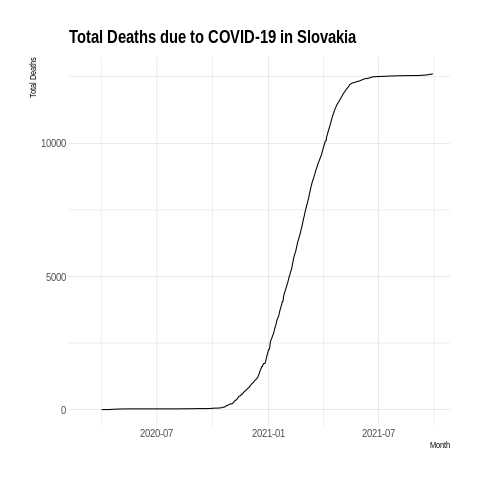 Total Deaths due to COVID-19 in Slovakia
Total Deaths
10000
5000
0
2020-07
2021-01
2021-07
Month